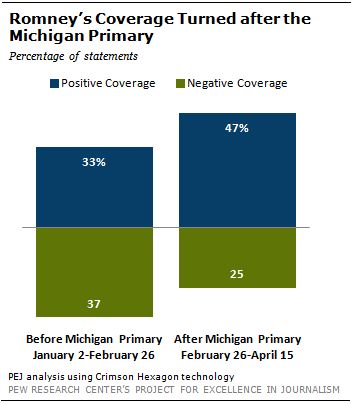 Romney's Coverage Turned after the
Michigan Primary
Percentage of statements
Positive Coverage Negative Coverage
47%
33%
25
37
Before Michigan Primary After Michigan Primary
January 2-February 26 February 26-April 15
PEJ analysis using Crimson Hexagon technology
PEW RESEARCH CENTER'S PROJECT FOR EXCELLENCE IN JOURNALISM